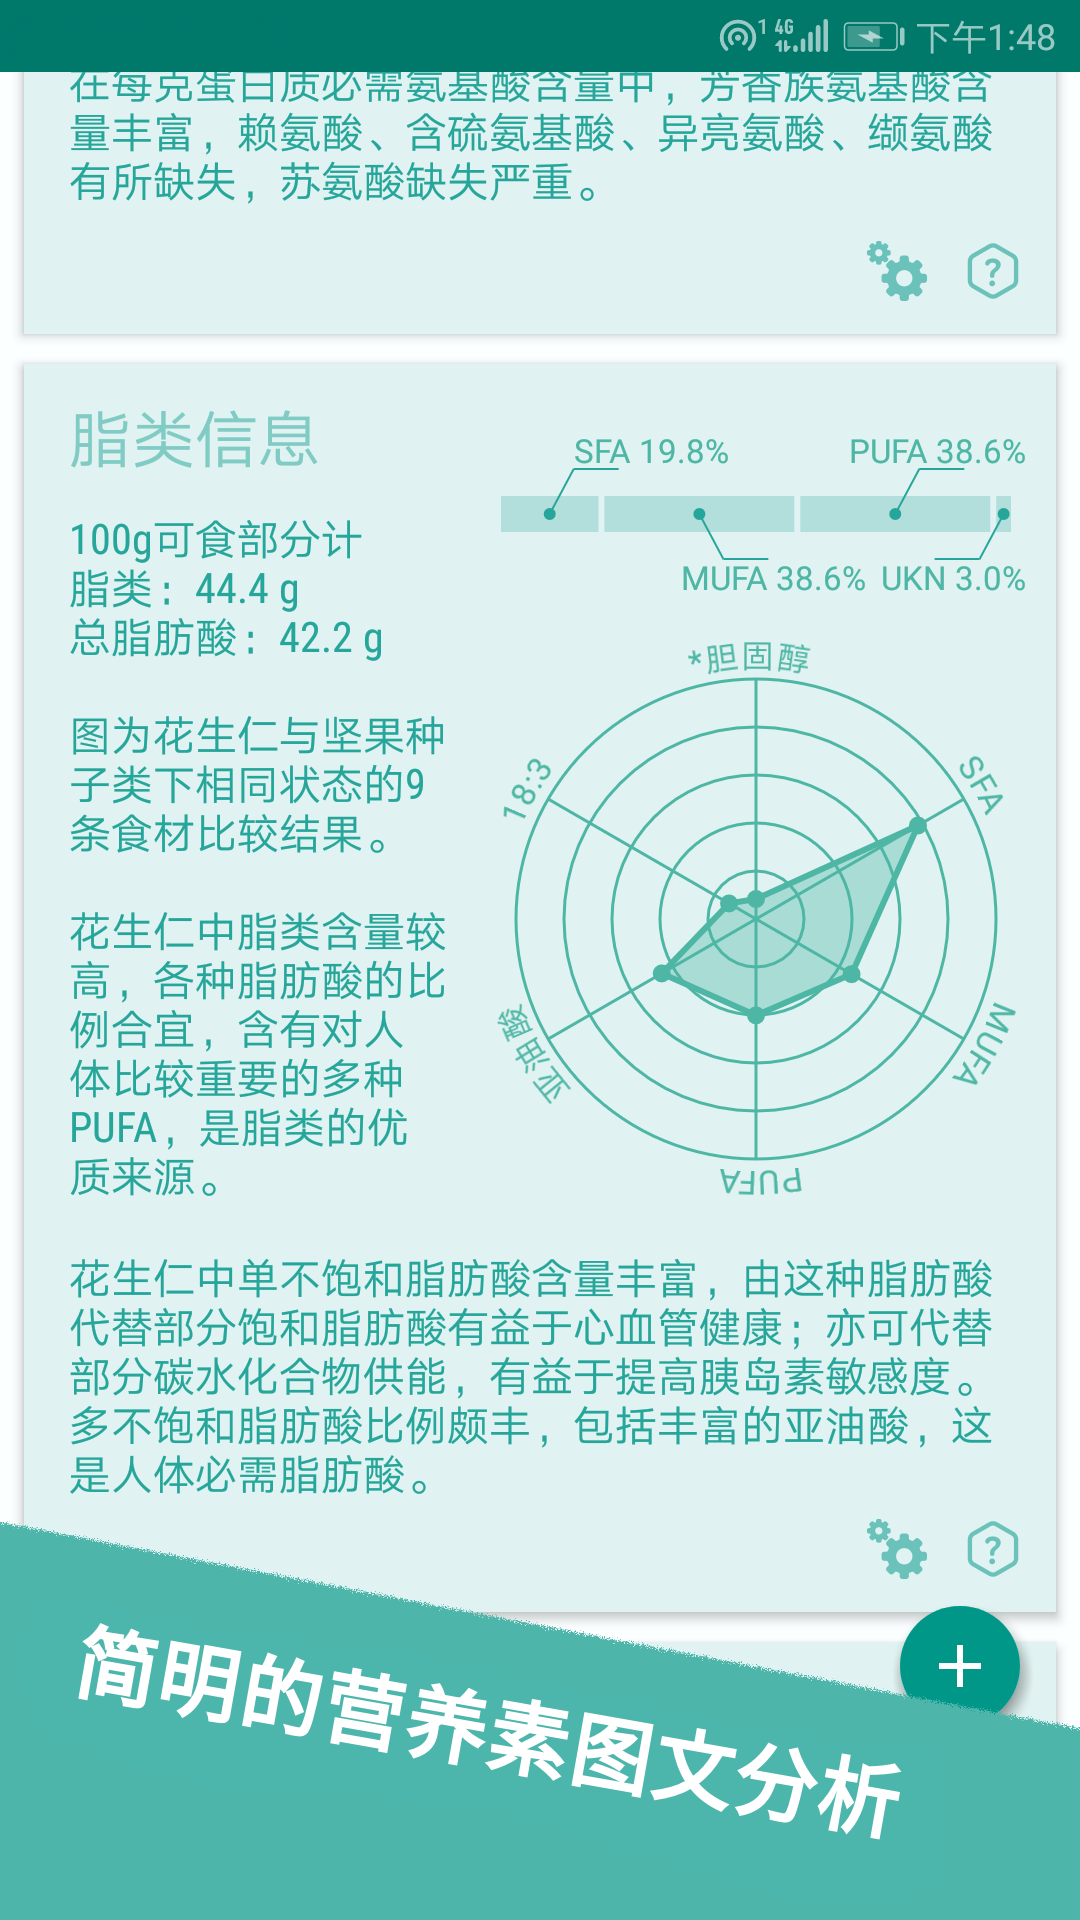 1 4G 下午1:48
在每克蛋白质必需氨基酸含量中，芳香族氨基酸含
量丰富，赖氨酸、含硫氨基酸、异亮氨酸、缬氨酸
有所缺失，苏氨酸缺失严重。
?
脂类信息
SFA 19.8% PUFA 38.6%
MUFA 38.6% UKN 3.0%
100g可食部分计
脂类：44.4 g
总脂肪酸：42.2 g
图为花生仁与坚果种
子类下相同状态的9
条食材比较结果。
花生仁中脂类含量较
高，各种脂肪酸的比
例合宜，含有对人
体比较重要的多种
PUFA，是脂类的优
质来源。
*胆固醇
SFA
MUFA
PUFA
亚油酸
18:3
花生仁中单不饱和脂肪酸含量丰富，由这种脂肪酸
代替部分饱和脂肪酸有益于心血管健康；亦可代替
部分碳水化合物供能，有益于提高胰岛素敏感度。
多不饱和脂肪酸比例颇丰，包括丰富的亚油酸，这
是人体必需脂肪酸。
?
+
简明的营养素图文分析